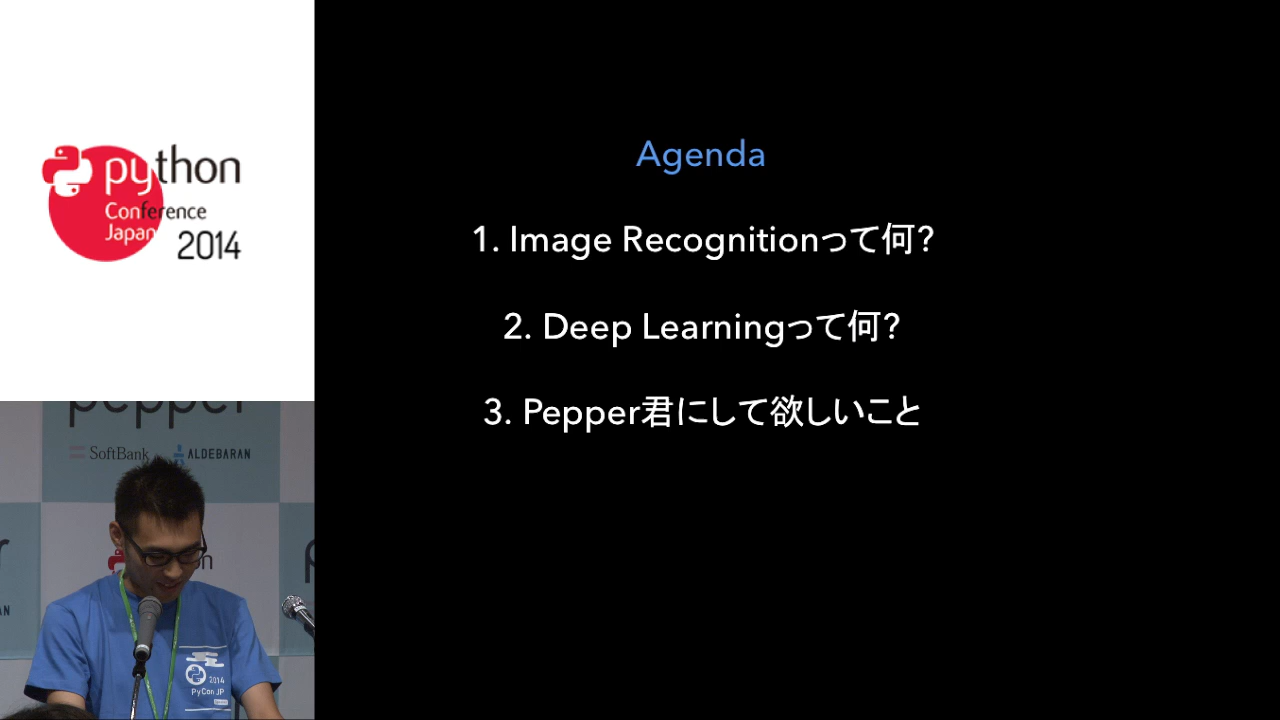 python
Conference
Japan
2014
Agenda
1. Image Recognitionって何?
2. Deep Learningって何?
3. Pepper君にして欲しいこと
pepper
SoftBank
ALDEBARAN
2014
PyCon JP